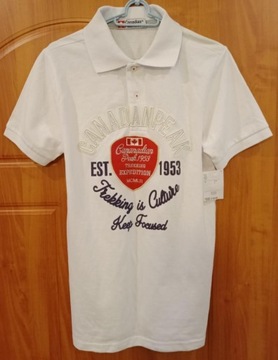 CANADIANPEAK
Canadian
Peak 1953
EXPEDITION
EST. 1953
Trekking is Culture
Keep Focused